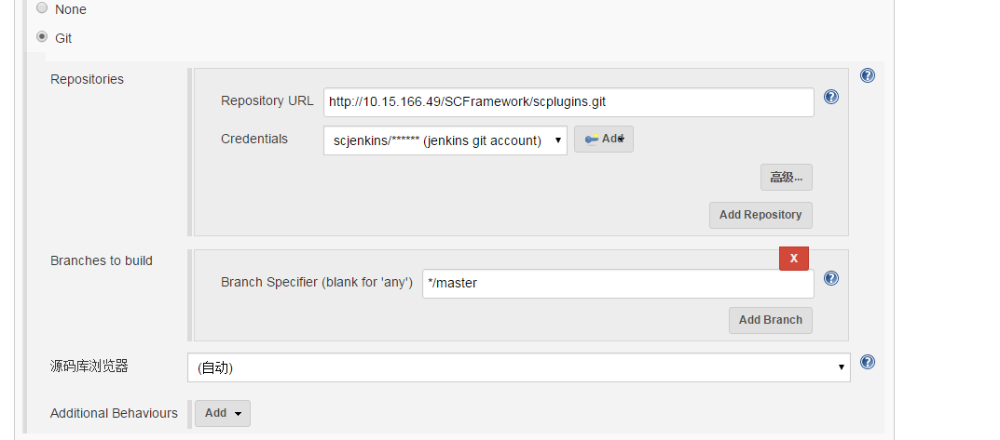 None
Git
Repositories
Repository URL http://10.15.166.49/SCFramework/scplugins.git
Credentials scjenkins/****** (jenkins git account) Add
高级...
Add Repository
Branches to build
X
Branch Specifier (blank for 'any') */master
Add Branch
源码库浏览器 (自动)
Additional Behaviours Add